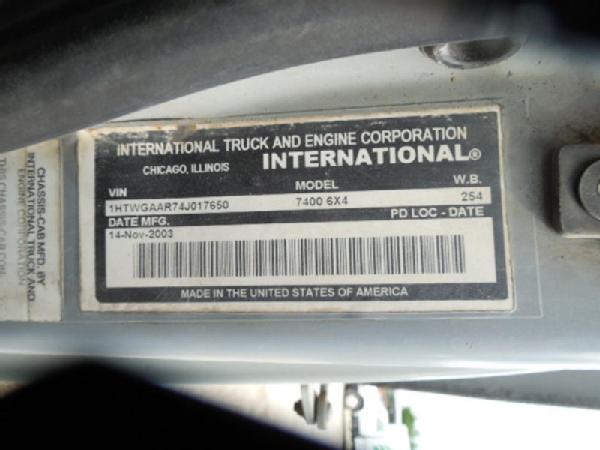 INTERNATIONAL TRUCK AND ENGINE CORPORATION
CHICAGO, ILLINOIS INTERNATIONAL®
VIN MODEL W.B.
1HTWGAAR74J017650 7400 6X4 254
DATE MFG. PD LOC - DATE
14-Nov-2003
MADE IN THE UNITED STATES OF AMERICA
CHASSIS-CAB MFD. BY
INTERNATIONAL TRUCK AND
ENGINE CORPORATION